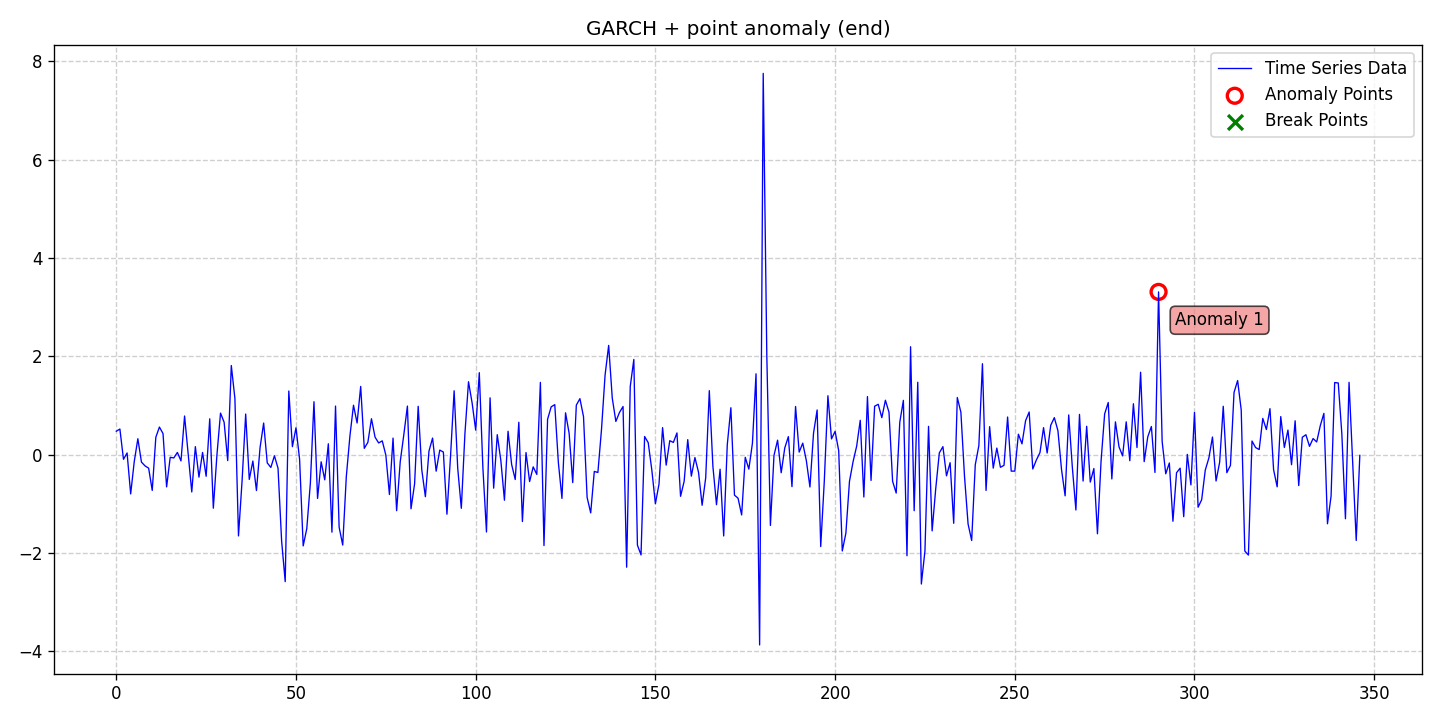 GARCH + point anomaly (end)
8
6
4
2
0
−2
−4
Time Series Data
Anomaly Points
Break Points
Anomaly 1
0 50 100 150 200 250 300 350